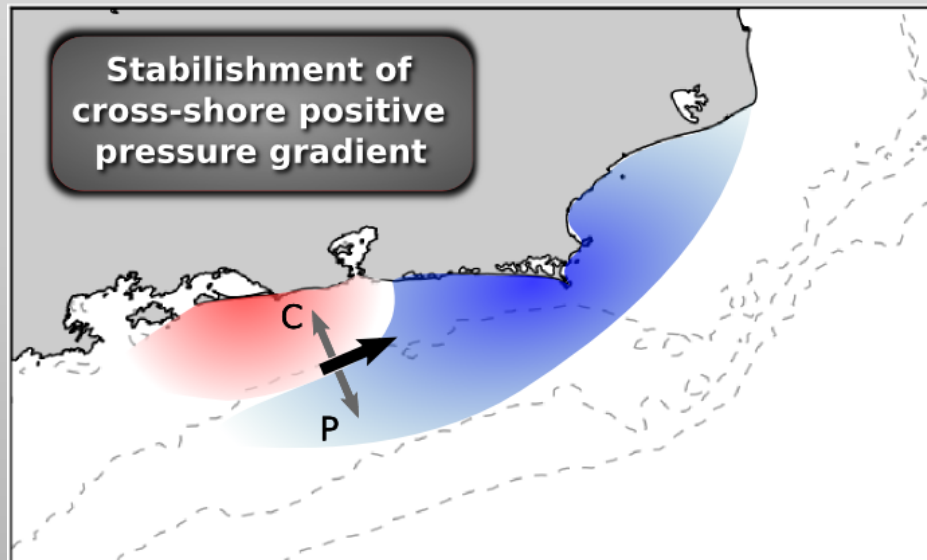 Stabilishment of
cross-shore positive
pressure gradient
C
P